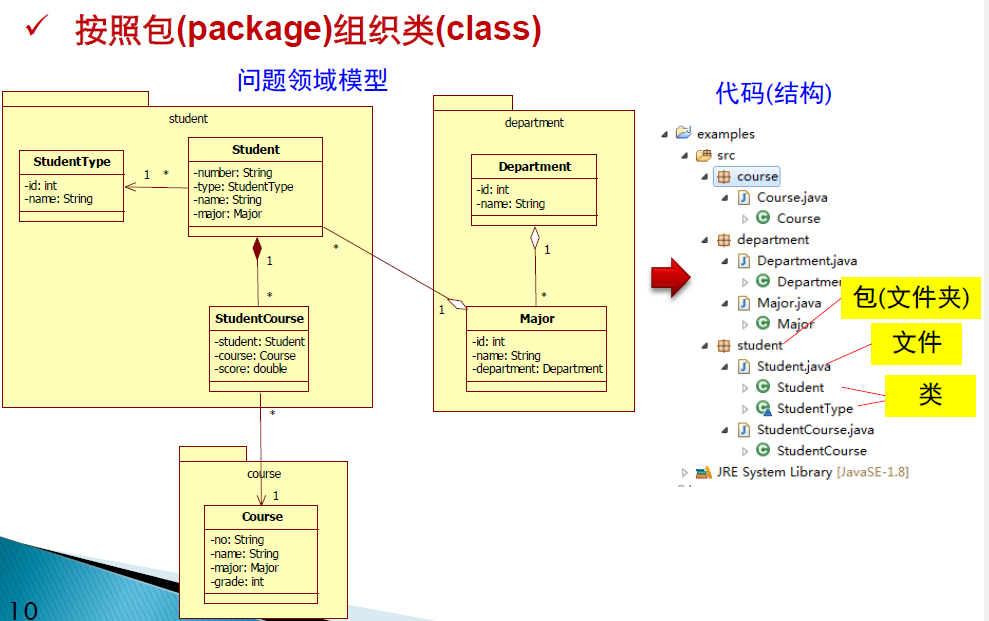 ✓ 按照包(package)组织类(class)
问题领域模型
student
StudentType
-id: int
-name: String
1
*
Student
-number: String
-type: StudentType
-name: String
-major: Major
1
*
StudentCourse
-student: Student
-course: Course
-score: double
*
1
department
Department
-id: int
-name: String
1
*
Major
-id: int
-name: String
-department: Department
*
1
course
Course
-no: String
-name: String
-major: Major
-grade: int
代码(结构)
examples
src
course
Course.java
Course
department
Department.java
Departmen
Major.java
Major
student
Student.java
Student
StudentType
StudentCourse.java
StudentCourse
JRE System Library [JavaSE-1.8]
包(文件夹)
文件
类
10